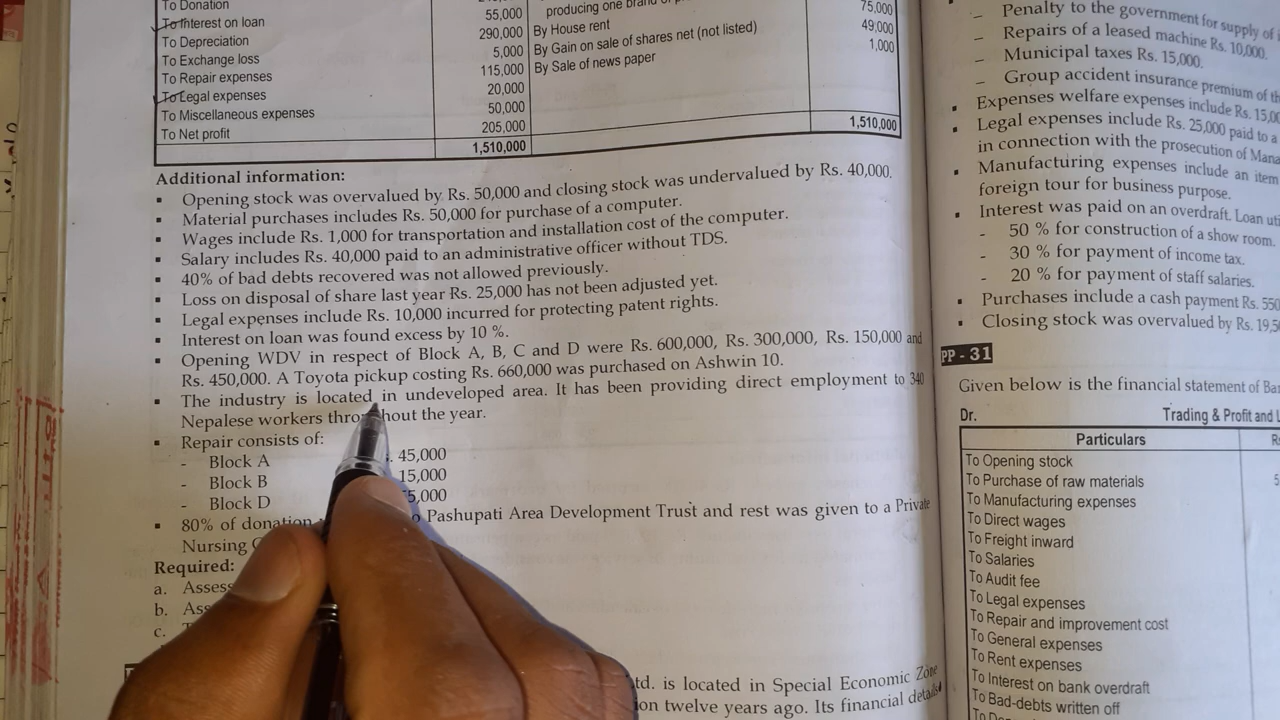 To Donation
To Interest on loan 55,000
To Depreciation 290,000
To Exchange loss 5,000
To Repair expenses 115,000
To Legal expenses 20,000
To Miscellaneous expenses 50,000
To Net profit 205,000
1,510,000
producing one brand of
By House rent 75,000
By Gain on sale of shares net (not listed) 49,000
By Sale of news paper 1,000
1,510,000
Additional information:
▪ Opening stock was overvalued by Rs. 50,000 and closing stock was undervalued by Rs. 40,000.
▪ Material purchases includes Rs. 50,000 for purchase of a computer.
▪ Wages include Rs. 1,000 for transportation and installation cost of the computer.
▪ Salary includes Rs. 40,000 paid to an administrative officer without TDS.
▪ 40% of bad debts recovered was not allowed previously.
▪ Loss on disposal of share last year Rs. 25,000 has not been adjusted yet.
▪ Legal expenses include Rs. 10,000 incurred for protecting patent rights.
▪ Interest on loan was found excess by 10 %.
▪ Opening WDV in respect of Block A, B, C and D were Rs. 600,000, Rs. 300,000, Rs. 150,000 and
Rs. 450,000. A Toyota pickup costing Rs. 660,000 was purchased on Ashwin 10.
▪ The industry is located in undeveloped area. It has been providing direct employment to 340
Nepalese workers throughout the year.
▪ Repair consists of:
- Block A 45,000
- Block B 15,000
- Block D 5,000
▪ 80% of donation Pashupati Area Development Trust and rest was given to a Private
Nursing
Required:
a. Assess
b. Ass
c.
td. is located in Special Economic Zone
ion twelve years ago. Its financial details
- Penalty to the government for supply of
- Repairs of a leased machine Rs. 10,000.
- Municipal taxes Rs. 15,000.
- Group accident insurance premium of th
▪ Expenses welfare expenses include Rs. 15,00
▪ Legal expenses include Rs. 25,000 paid to a
in connection with the prosecution of Mana
▪ Manufacturing expenses include an item
foreign tour for business purpose.
▪ Interest was paid on an overdraft. Loan uti
- 50 % for construction of a show room.
- 30 % for payment of income tax.
- 20 % for payment of staff salaries.
▪ Purchases include a cash payment Rs. 550
▪ Closing stock was overvalued by Rs. 19,5
PP - 31
Given below is the financial statement of Ba
Dr. Trading & Profit and L
Particulars R
To Opening stock
To Purchase of raw materials 5
To Manufacturing expenses
To Direct wages
To Freight inward
To Salaries
To Audit fee
To Legal expenses
To Repair and improvement cost
To General expenses
To Rent expenses
To Interest on bank overdraft
To Bad-debts written off